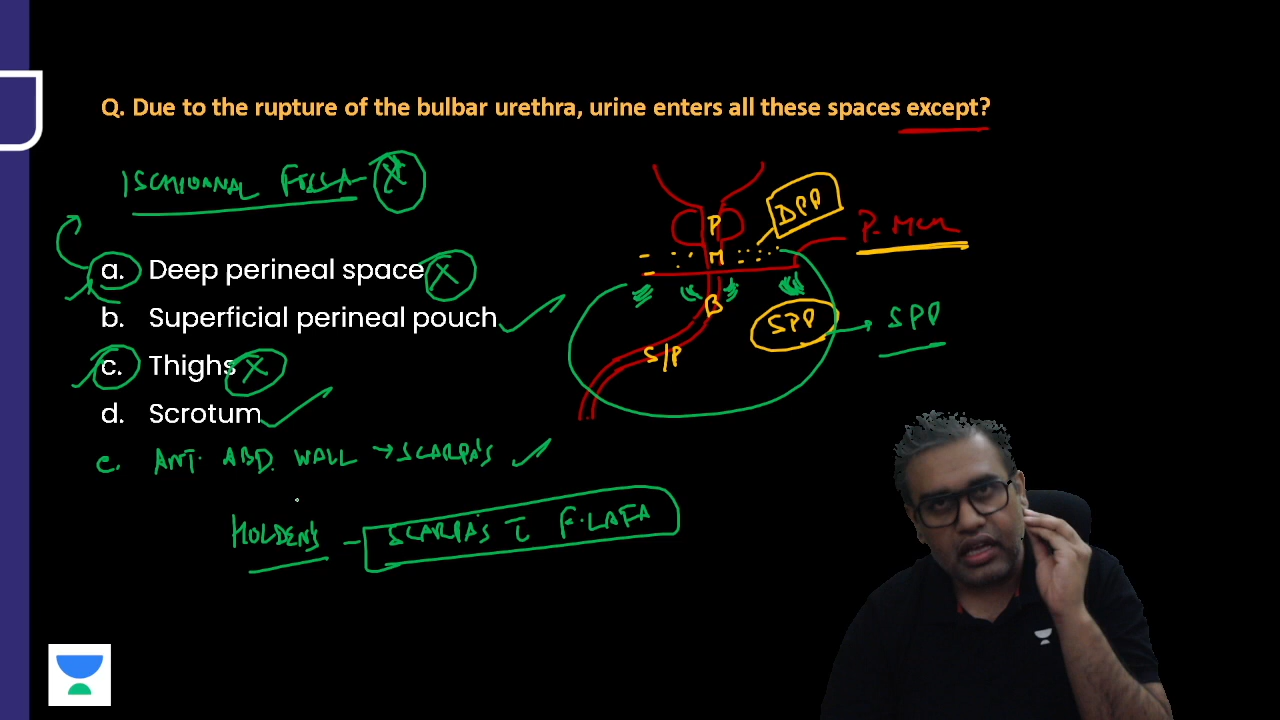 Q. Due to the rupture of the bulbar urethra, urine enters all these spaces except?
ISCHIOANAL FOSSA X
a. Deep perineal space X
b. Superficial perineal pouch
c. Thighs X
d. Scrotum
e. ANT. ABD. WALL → SCARPA'S
HOLDEN'S - SCARPA'S F. LATA
P
DPP
M
B
SPP
→ SPP
S/P